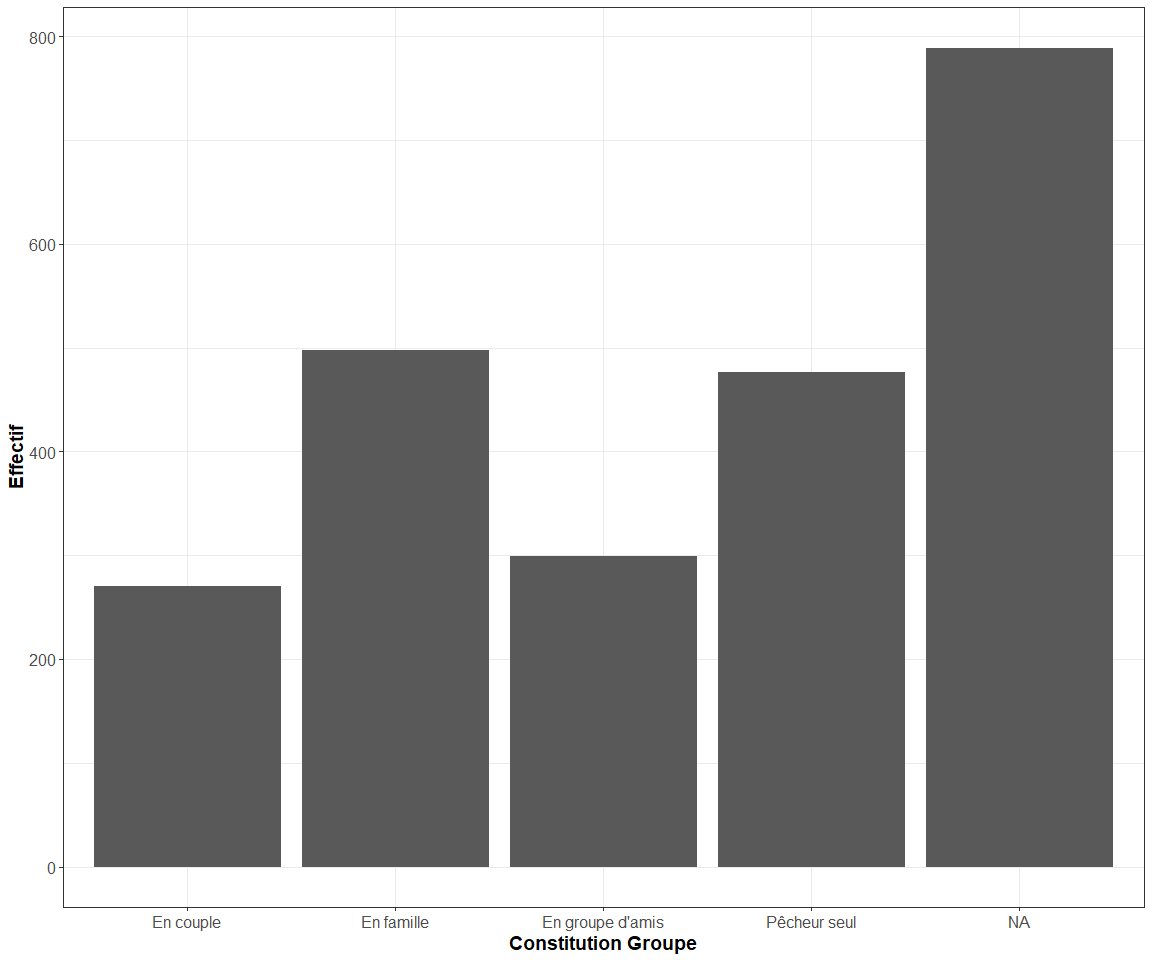 800
600
400
200
0
Effectif
En couple
En famille
En groupe d'amis
Pêcheur seul
NA
Constitution Groupe